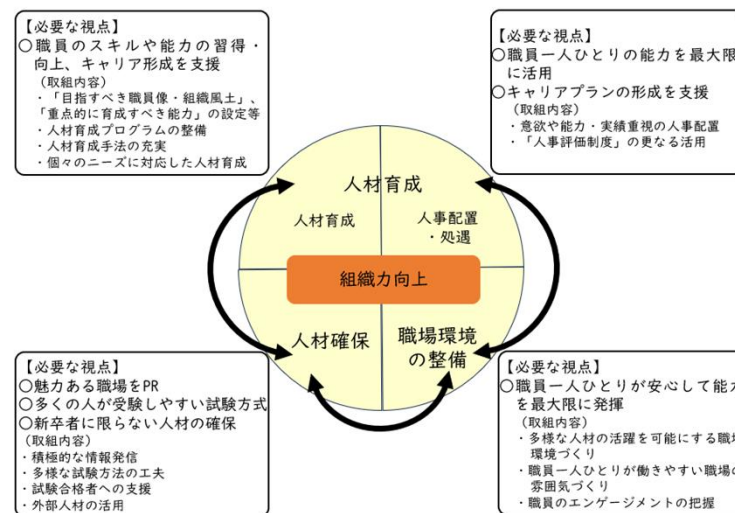 【必要な視点】
○職員のスキルや能力の習得・
向上、キャリア形成を支援
(取組内容)
・「目指すべき職員像・組織風土」、
「重点的に育成すべき能力」の設定等
・人材育成プログラムの整備
・人材育成手法の充実
・個々のニーズに対応した人材育成
【必要な視点】
○職員一人ひとりの能力を最大限
に活用
○キャリアプランの形成を支援
(取組内容)
・意欲や能力・実績重視の人事配置
・「人事評価制度」の更なる活用
人材育成
人材育成
人事配置
・処遇
組織力向上
人材確保
職場環境
の整備
【必要な視点】
○魅力ある職場をPR
○多くの人が受験しやすい試験方式
○新卒者に限らない人材の確保
(取組内容)
・積極的な情報発信
・多様な試験方法の工夫
・試験合格者への支援
・外部人材の活用
【必要な視点】
○職員一人ひとりが安心して能力
を最大限に発揮
(取組内容)
・多様な人材の活躍を可能にする職場
環境づくり
・職員一人ひとりが働きやすい職場の
雰囲気づくり
・職員のエンゲージメントの把握